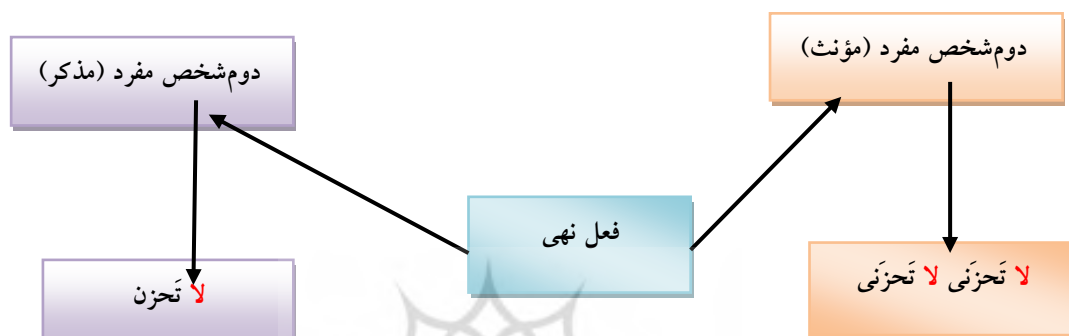 دوم‌شخص مفرد (مؤنث)
دوم‌شخص مفرد (مذکر)
فعل نهی
لا تَحزَنی لا تَحزَنی
لا تَحزن